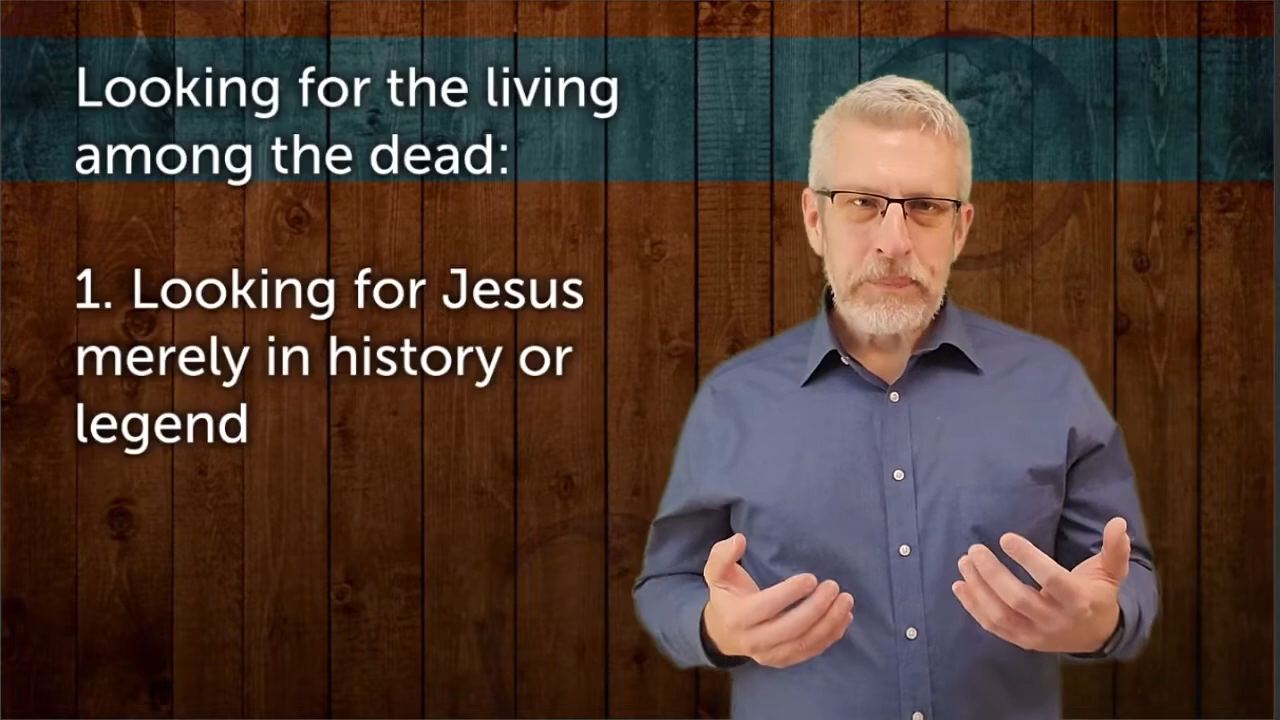 Looking for the living
among the dead:
1. Looking for Jesus
merely in history or
legend